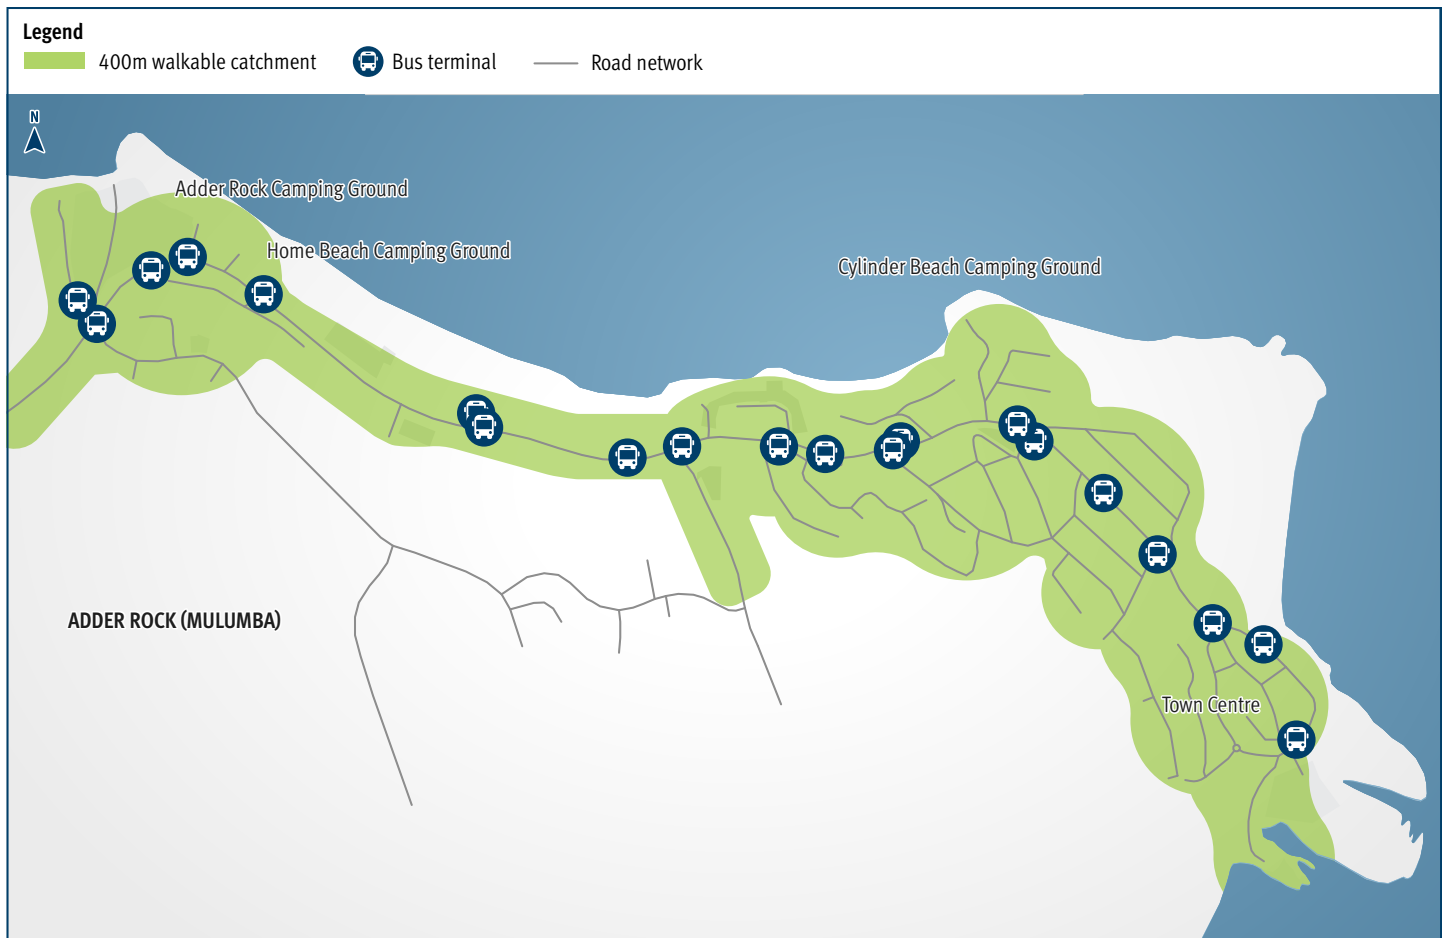 Legend
400m walkable catchment
Bus terminal
Road network
N
Adder Rock Camping Ground
Home Beach Camping Ground
Cylinder Beach Camping Ground
ADDER ROCK (MULUMBA)
Town Centre